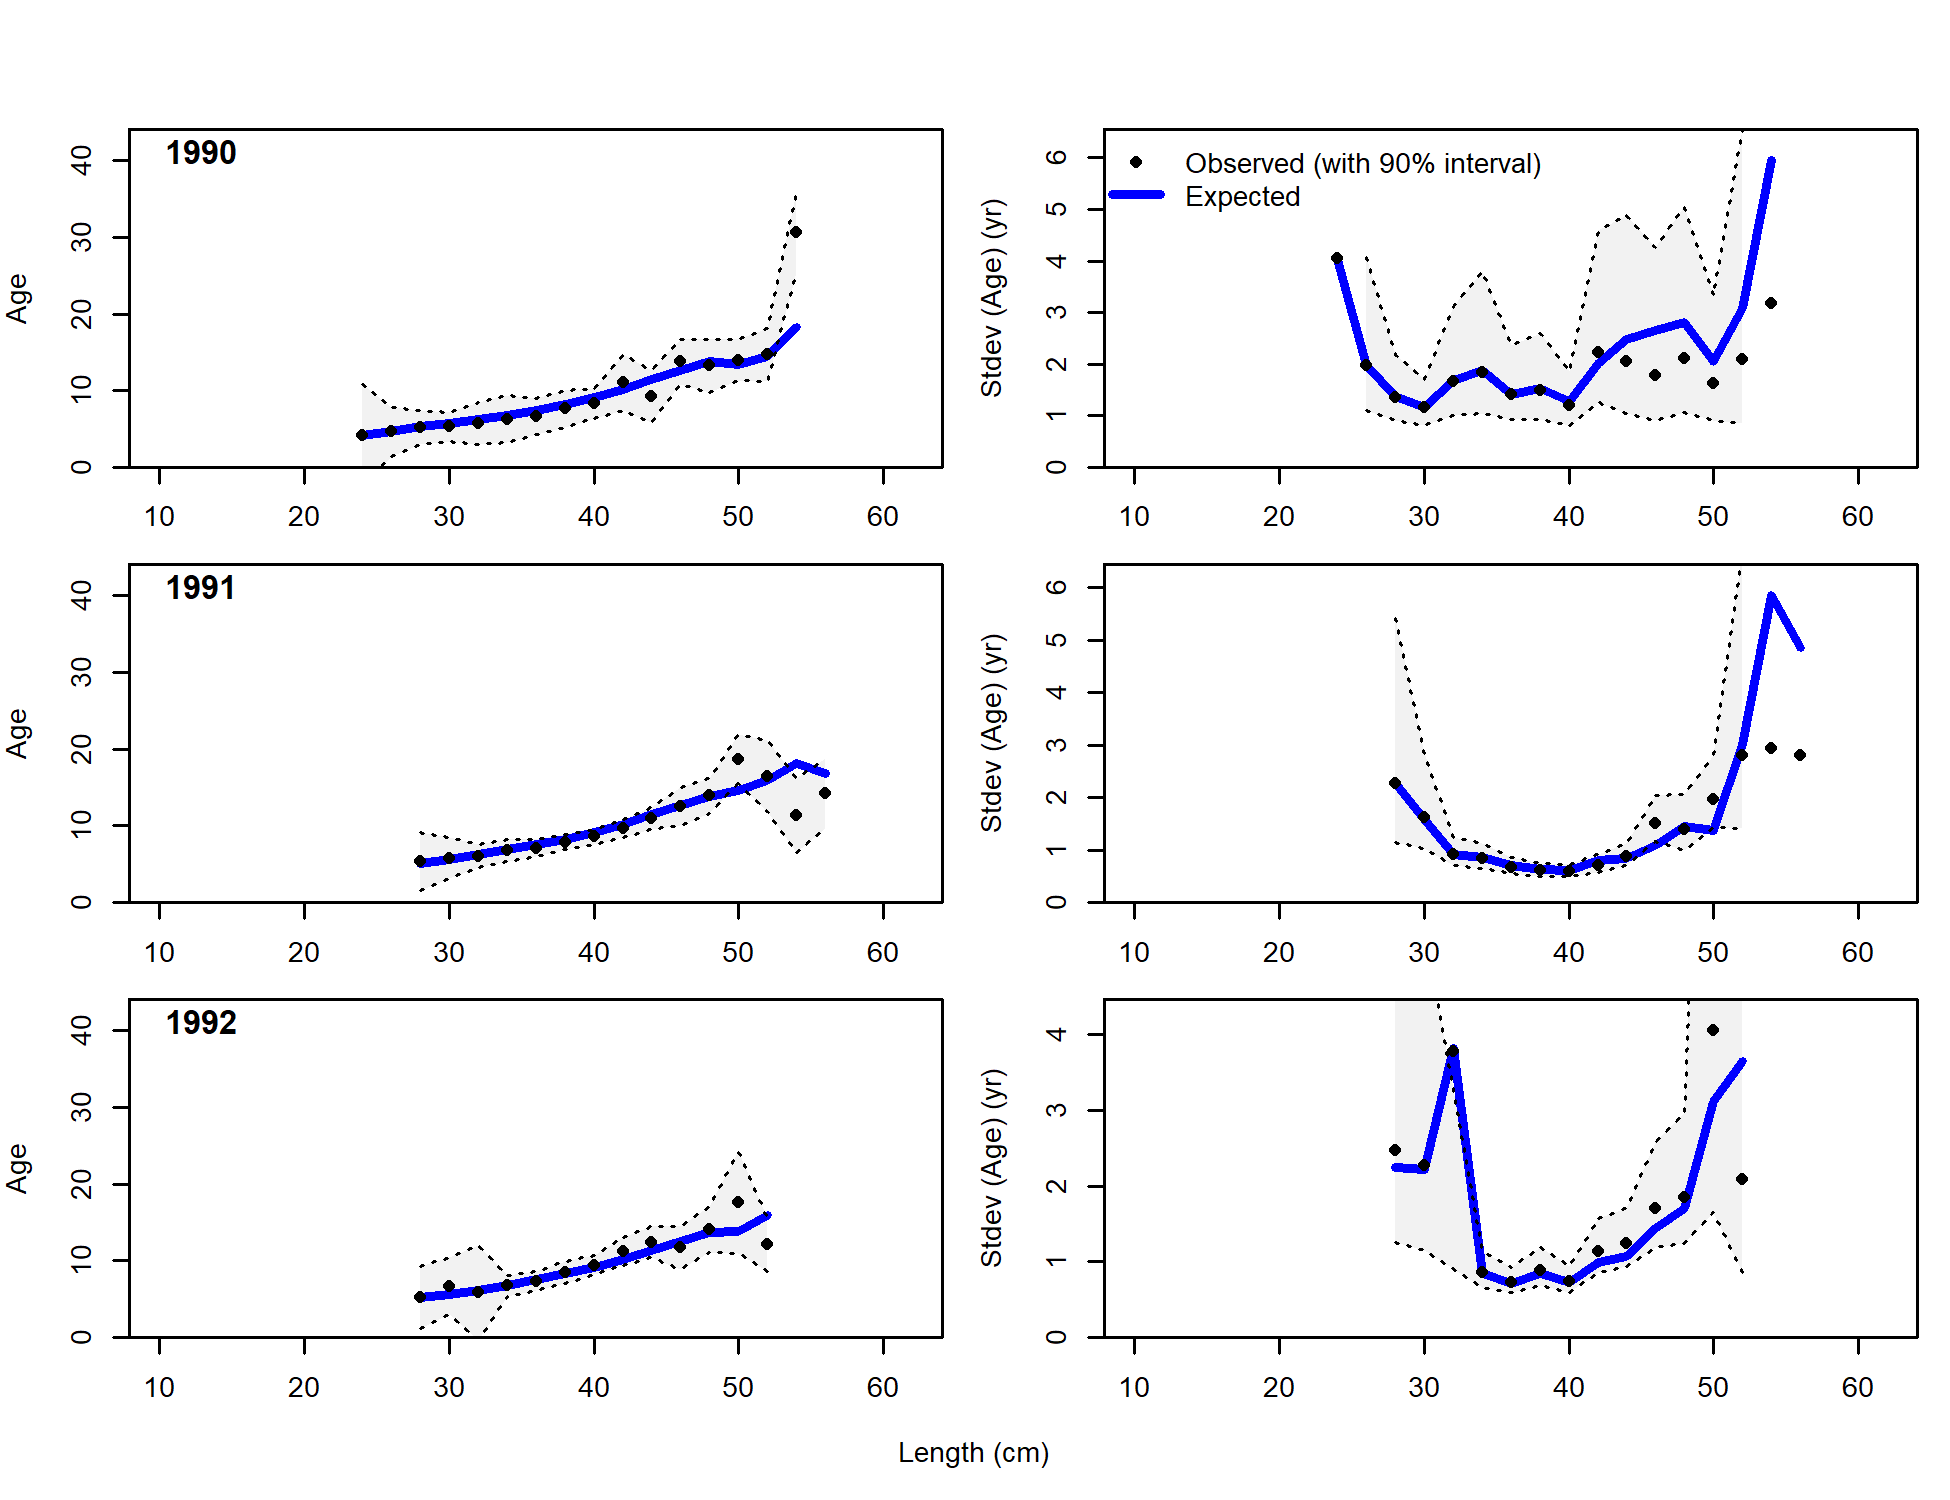 1990
Age
0 10 20 30 40
10 20 30 40 50 60
Observed (with 90% interval)
Expected
Stdev (Age) (yr)
0 1 2 3 4 5 6
10 20 30 40 50 60
1991
Age
0 10 20 30 40
10 20 30 40 50 60
Stdev (Age) (yr)
0 1 2 3 4 5 6
10 20 30 40 50 60
1992
Age
0 10 20 30 40
10 20 30 40 50 60
Stdev (Age) (yr)
0 1 2 3 4
10 20 30 40 50 60
Length (cm)